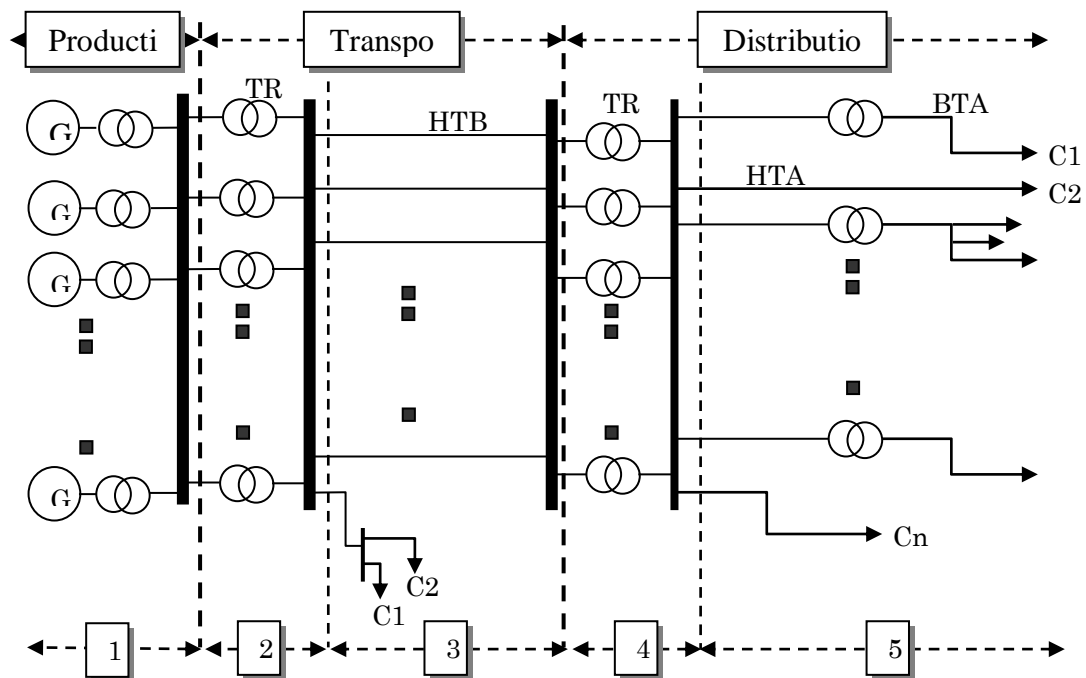 Producti Transpo Distributio
TR
HTB
TR
BTA
G
C1
HTA
C2
G
G
G
Cn
C2
C1
1 2 3 4 5